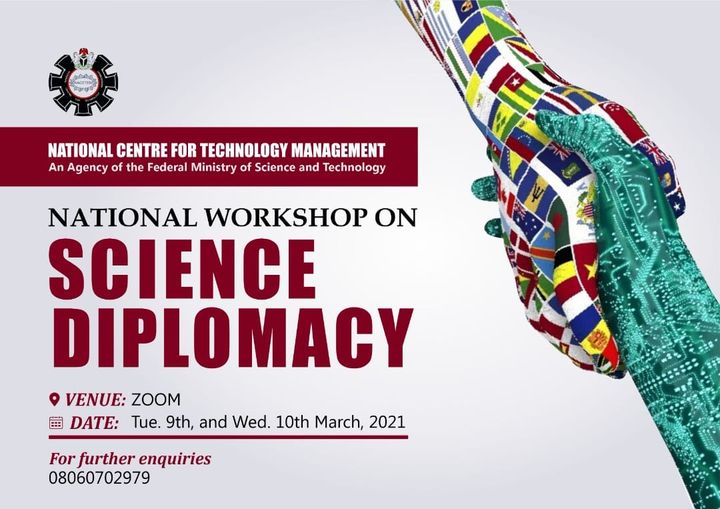 NATIONAL CENTRE FOR TECHNOLOGY MANAGEMENT
An Agency of the Federal Ministry of Science and Technology
NATIONAL WORKSHOP ON
SCIENCE
DIPLOMACY
VENUE: ZOOM
DATE: Tue. 9th, and Wed. 10th March, 2021
For further enquiries
08060702979